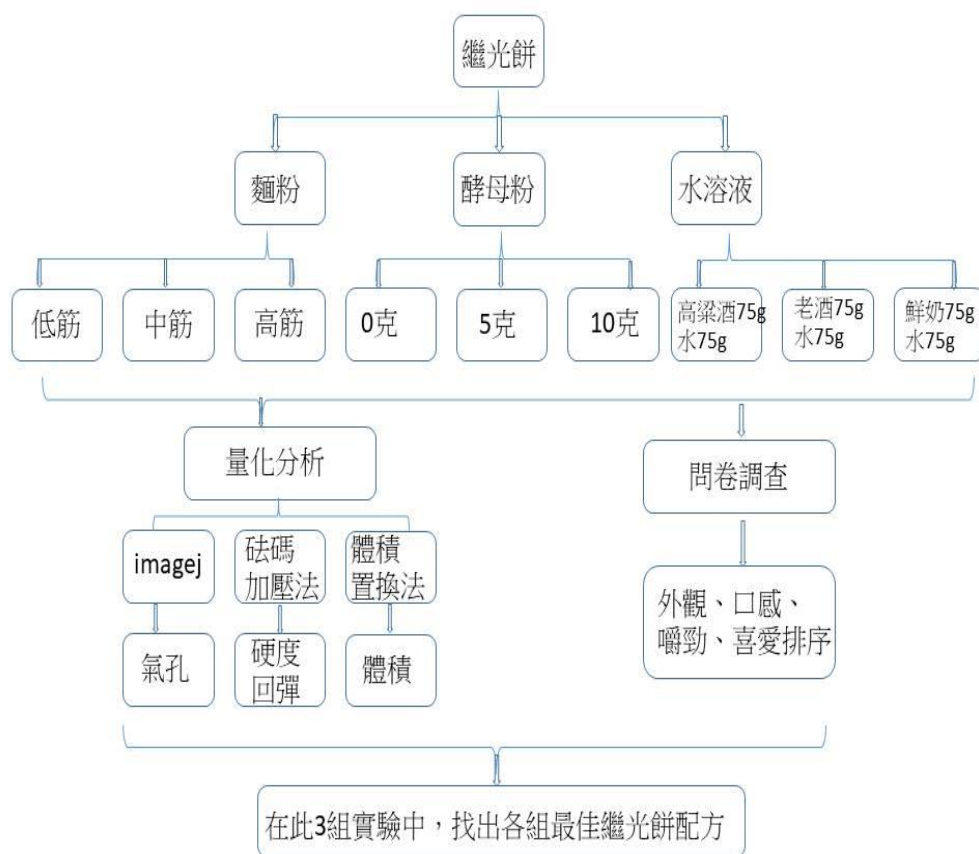 繼光餅
麵粉
酵母粉
水溶液
低筋
中筋
高筋
0克
5克
10克
高粱酒75g
水75g
老酒75g
水75g
鮮奶75g
水75g
量化分析
問卷調查
imagej
砝碼
加壓法
體積
置換法
外觀、口感、
嚼勁、喜愛排序
氣孔
硬度
回彈
體積
在此3組實驗中，找出各組最佳繼光餅配方